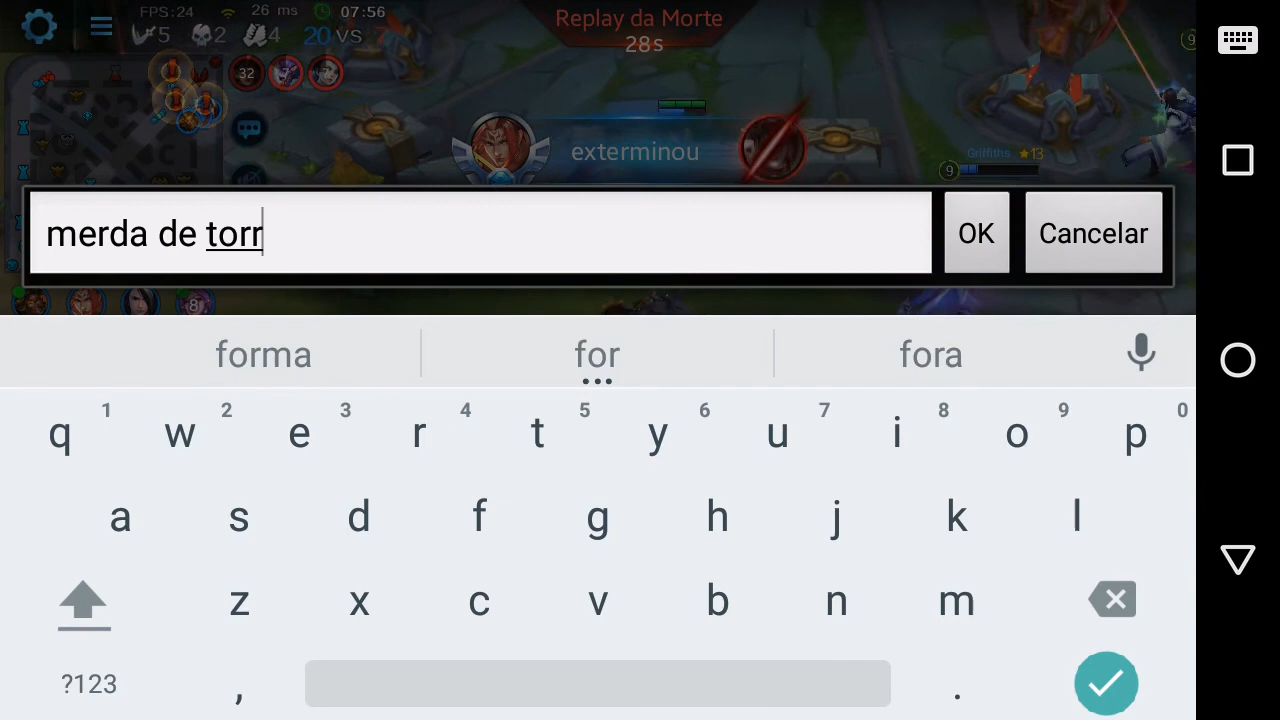 FPS:24 26 ms 07:56
5 2 4 20 VS
Replay da Morte
28s
32
9
exterminou
Griffiths 13
9
merda de torr
OK
Cancelar
8
forma for fora
1 2 3 4 5 6 7 8 9 0
q w e r t y u i o p
a s d f g h j k l
z x c v b n m
?123 , .